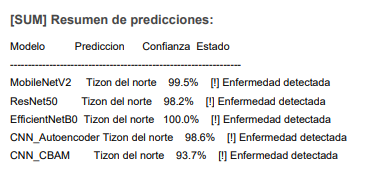 [SUM] Resumen de predicciones:
Modelo Prediccion Confianza Estado
----------------------------------------------------------------
MobileNetV2 Tizon del norte 99.5% [!] Enfermedad detectada
ResNet50 Tizon del norte 98.2% [!] Enfermedad detectada
EfficientNetB0 Tizon del norte 100.0% [!] Enfermedad detectada
CNN_Autoencoder Tizon del norte 98.6% [!] Enfermedad detectada
CNN_CBAM Tizon del norte 93.7% [!] Enfermedad detectada